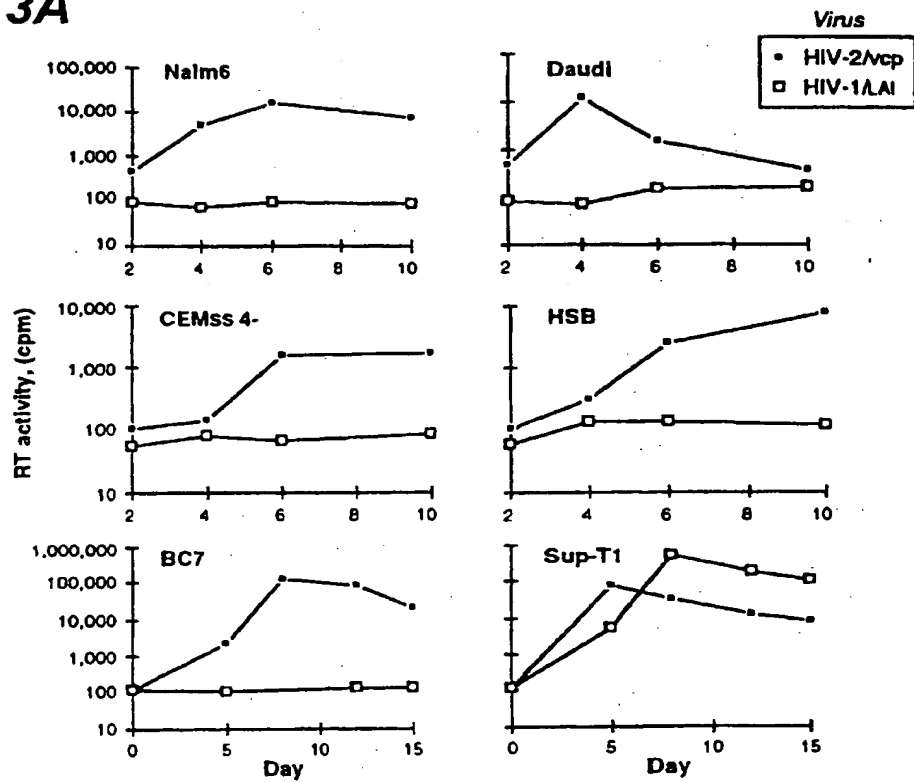 3A
Virus
HIV-2/vcp
HIV-1/LAI
Nalm6
100,000
10,000
1,000
100
10
2 4 6 8 10
Daudi
2 4 6 8 10
RT activity, (cpm)
CEMss 4-
10,000
1,000
100
10
2 4 6 8 10
HSB
2 4 6 8 10
BC7
1,000,000
100,000
10,000
1,000
100
10
0 5 10 15
Day
Sup-T1
0 5 10 15
Day